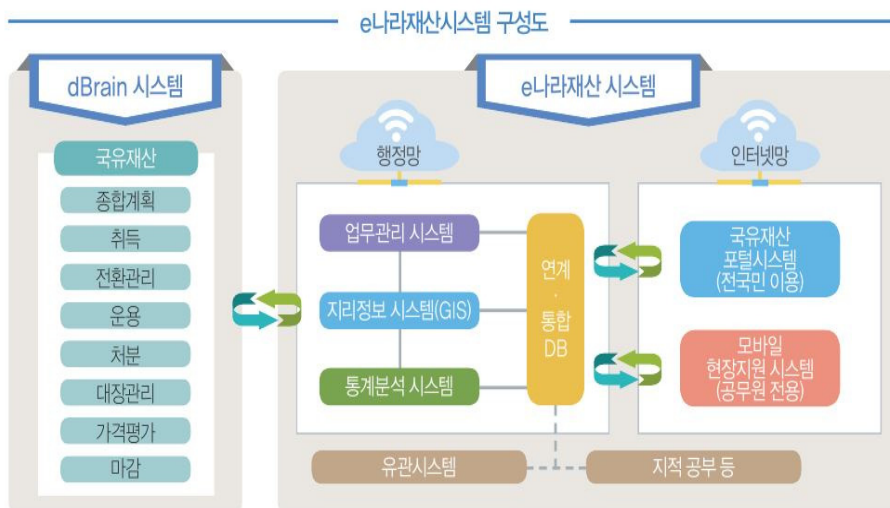 e나라재산시스템 구성도
dBrain 시스템
국유재산
종합계획
취득
전환관리
운용
처분
대장관리
가격평가
마감
e나라재산 시스템
행정망
업무관리 시스템
지리정보 시스템(GIS)
통계분석 시스템
연계
·
통합
DB
인터넷망
국유재산
포털시스템
(전국민 이용)
모바일
현장지원 시스템
(공무원 전용)
유관시스템
지적 공부 등